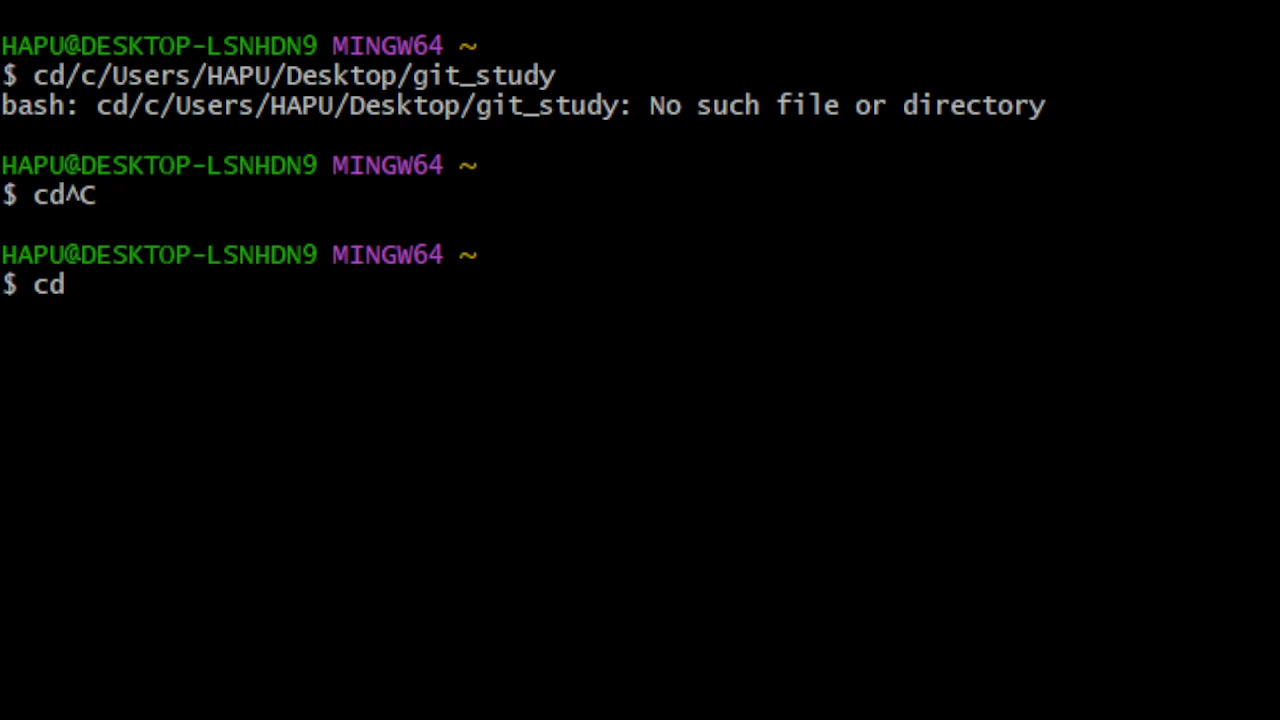 HAPU@DESKTOP-LSNHDN9 MINGW64 ~
$ cd/c/Users/HAPU/Desktop/git_study
bash: cd/c/Users/HAPU/Desktop/git_study: No such file or directory
HAPU@DESKTOP-LSNHDN9 MINGW64 ~
$ cd^C
HAPU@DESKTOP-LSNHDN9 MINGW64 ~
$ cd